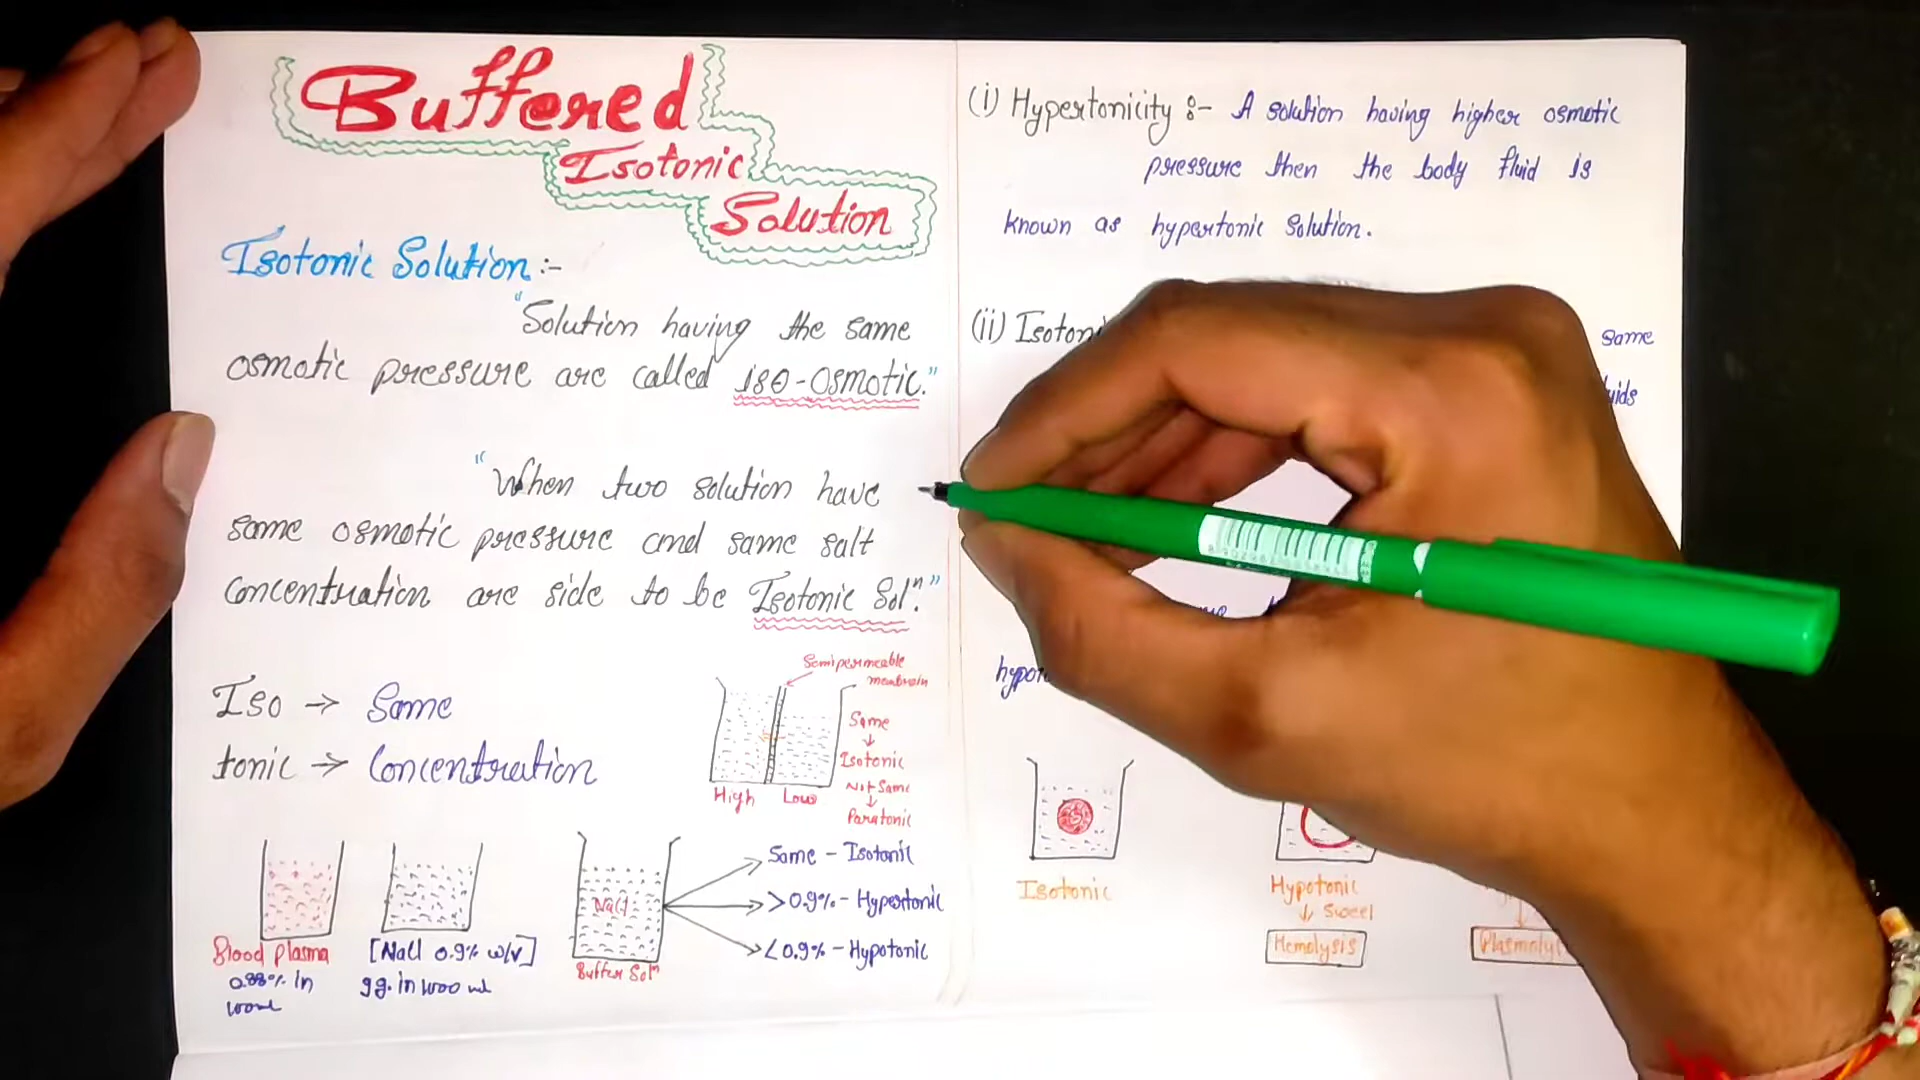 Buffered
Isotonic
Solution
Isotonic Solution :-
"Solution having the same
osmotic pressure are called iso-osmotic."
"When two solution have
same osmotic pressure and same salt
concentration are side to be Isotonic Solⁿ."
Iso → Same
tonic → Concentration
Semipermeable
membrain
Same
↓
Isotonic
Not Same
↓
Paratonic
High Low
Blood plasma
0.88% in
100ml
[NaCl 0.9% w/v]
9g. in 1000 ml
NaCl
Buffer Solⁿ
Same - Isotonic
>0.9% - Hypertonic
<0.9% - Hypotonic
(i) Hypertonicity :- A solution having higher osmotic
pressure then the body fluid is
known as hypertonic solution.
(ii) Isotoni
same
uids
Isotonic
Hypotonic
↓ Sweel
Hemolysis
Plasmoly